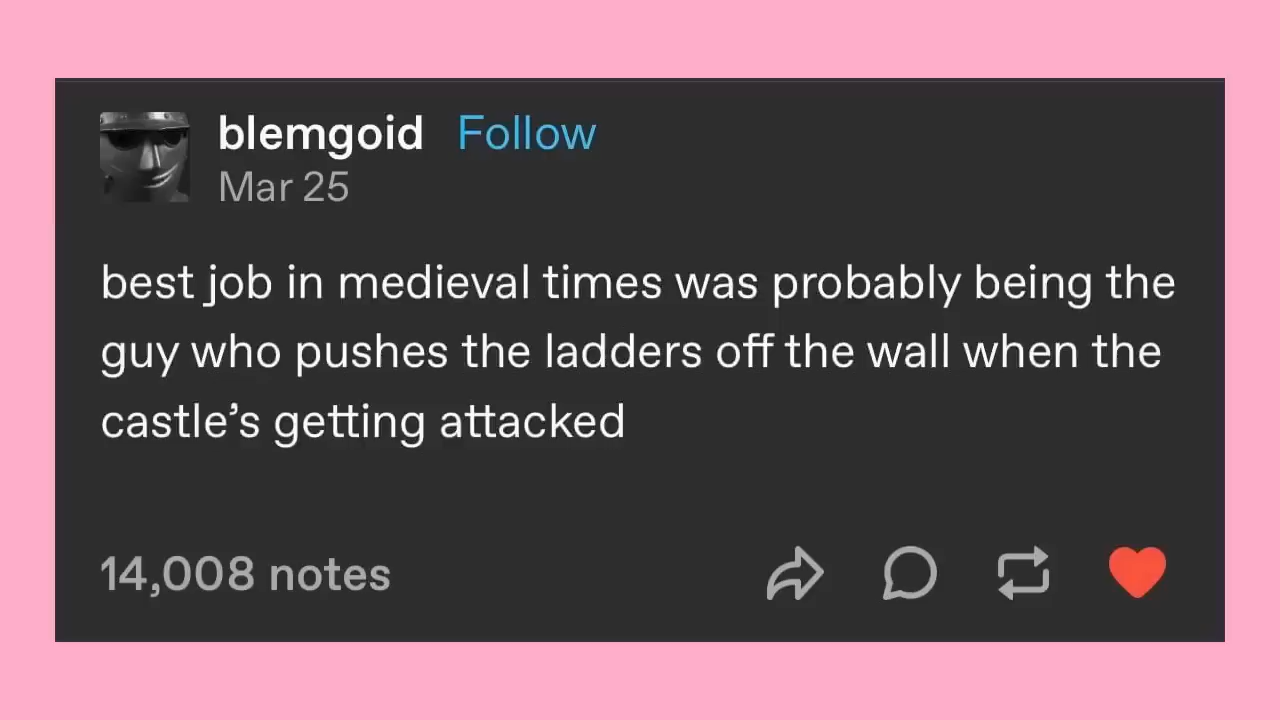 blemgoid Follow
Mar 25
best job in medieval times was probably being the
guy who pushes the ladders off the wall when the
castle’s getting attacked
14,008 notes